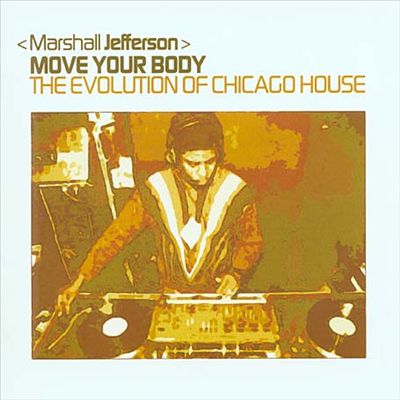 <Marshall Jefferson>
MOVE YOUR BODY
THE EVOLUTION OF CHICAGO HOUSE